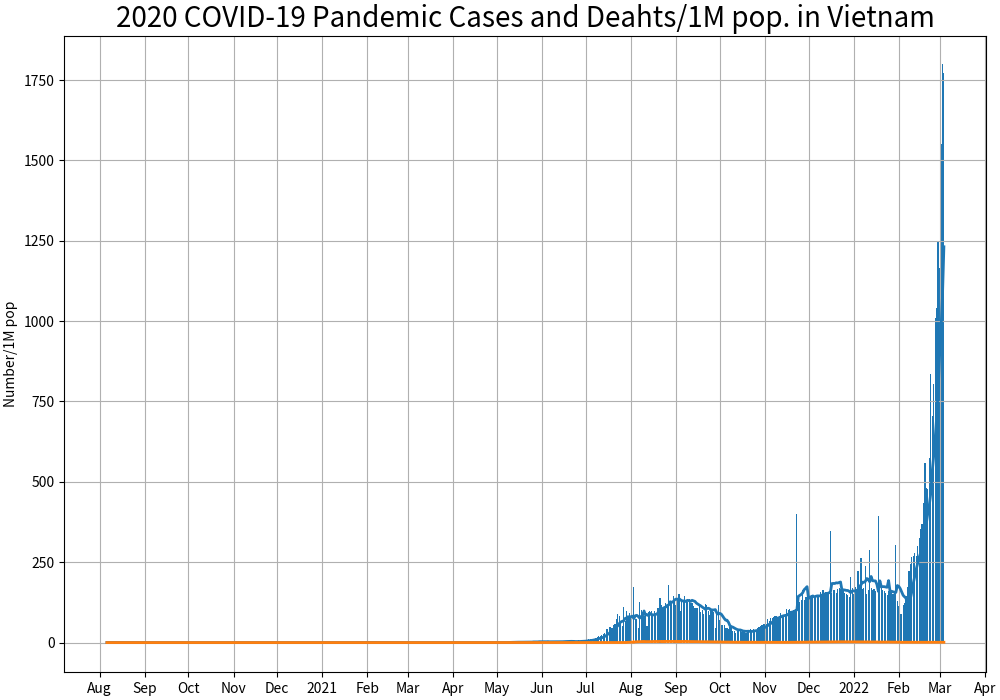 2020 COVID-19 Pandemic Cases and Deahts/1M pop. in Vietnam
Number/1M pop
1750
1500
1250
1000
750
500
250
0
Aug Sep Oct Nov Dec 2021 Feb Mar Apr May Jun Jul Aug Sep Oct Nov Dec 2022 Feb Mar Ap